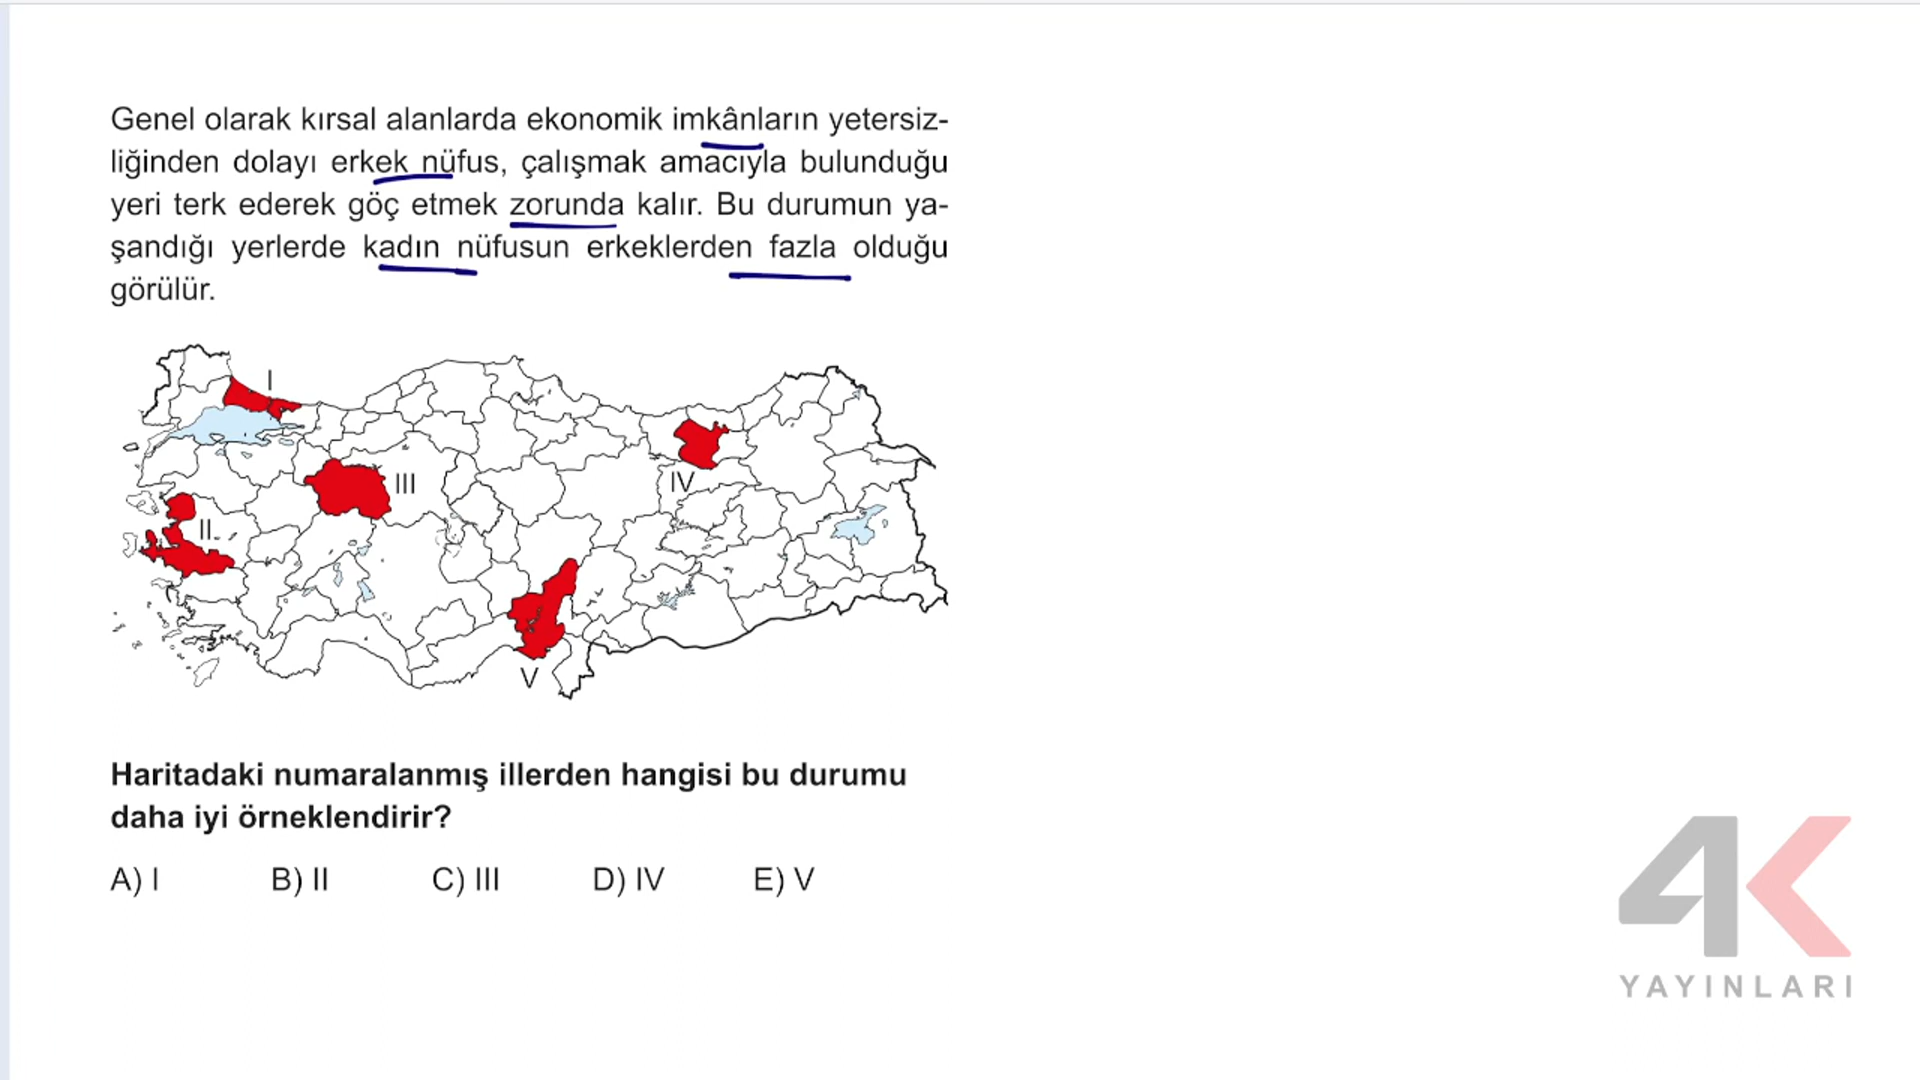 Genel olarak kırsal alanlarda ekonomik imkânların yetersiz-
liğinden dolayı erkek nüfus, çalışmak amacıyla bulunduğu
yeri terk ederek göç etmek zorunda kalır. Bu durumun ya-
şandığı yerlerde kadın nüfusun erkeklerden fazla olduğu
görülür.
I
III
IV
II
V
Haritadaki numaralanmış illerden hangisi bu durumu
daha iyi örneklendirir?
A) I B) II C) III D) IV E) V
4K
YAYINLARI